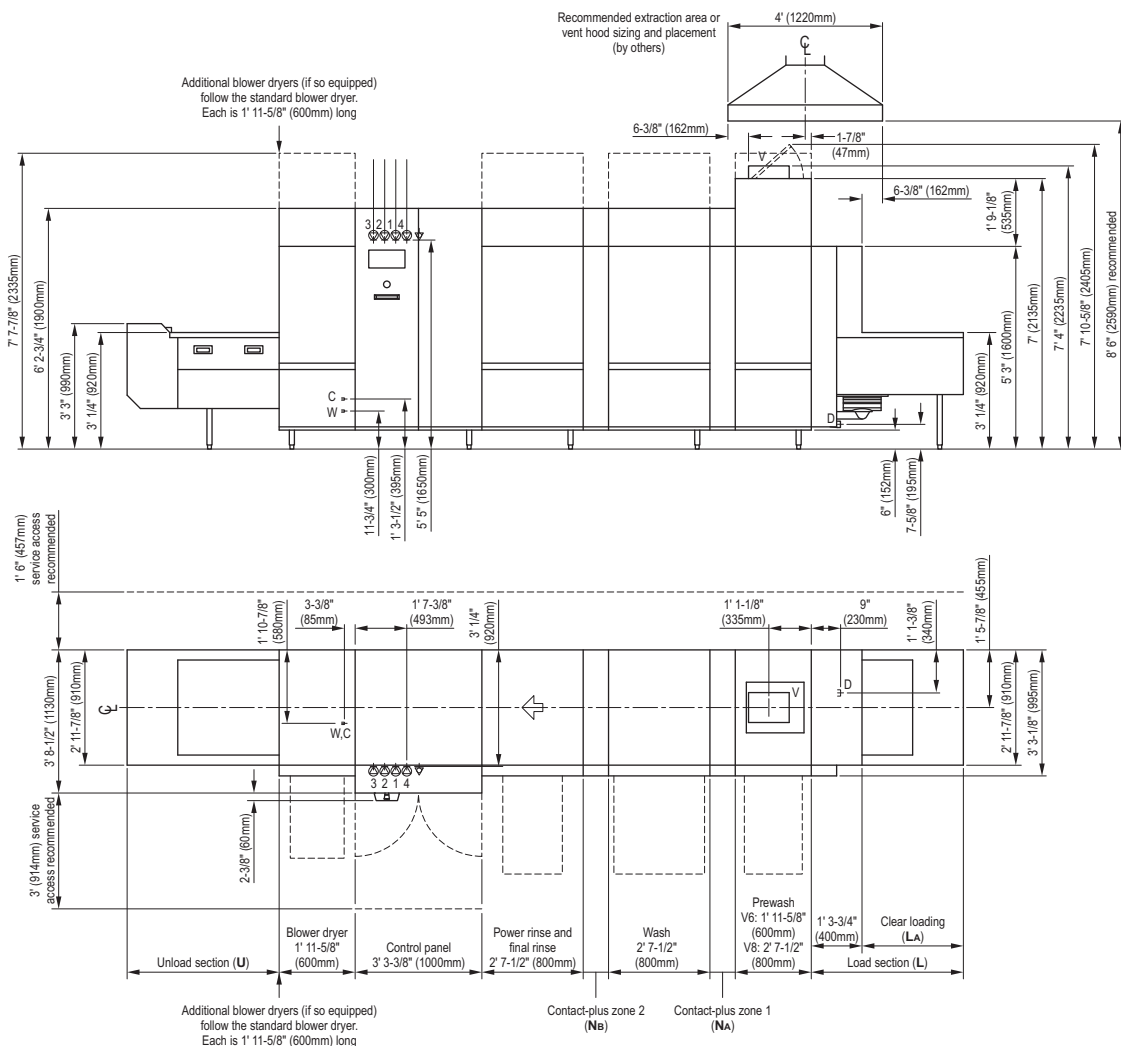 Recommended extraction area or
vent hood sizing and placement
(by others)
4' (1220mm)
CL
Additional blower dryers (if so equipped)
follow the standard blower dryer.
Each is 1' 11-5/8" (600mm) long
6-3/8" (162mm)
1-7/8"
(47mm)
V
6-3/8" (162mm)
1' 9-1/8"
(535mm)
3 2 1 4
7' 7-7/8" (2335mm)
6' 2-3/4" (1900mm)
3' 3" (990mm)
3' 1/4" (920mm)
C
W
11-3/4" (300mm)
1' 3-1/2" (395mm)
5' 5" (1650mm)
D
6" (152mm)
7-5/8" (195mm)
3' 1/4" (920mm)
5' 3" (1600mm)
7' (2135mm)
7' 4" (2235mm)
7' 10-5/8" (2405mm)
8' 6" (2590mm) recommended
1' 6" (457mm)
service access
recommended
1' 10-7/8"
(580mm)
3-3/8"
(85mm)
1' 7-3/8"
(493mm)
3' 1/4"
(920mm)
1' 1-1/8"
(335mm)
9"
(230mm)
1' 1-3/8"
(340mm)
1' 5-7/8" (455mm)
3' 8-1/2" (1130mm)
2' 11-7/8" (910mm)
CL
W,C
V
D
2' 11-7/8" (910mm)
3' 3-1/8" (995mm)
3 2 1 4
3' (914mm) service
access recommended
2-3/8" (60mm)
Unload section (U)
Blower dryer
1' 11-5/8"
(600mm)
Control panel
3' 3-3/8" (1000mm)
Power rinse and
final rinse
2' 7-1/2" (800mm)
Wash
2' 7-1/2"
(800mm)
Prewash
V6: 1' 11-5/8"
(600mm)
V8: 2' 7-1/2"
(800mm)
1' 3-3/4"
(400mm)
Clear loading
(LA)
Load section (L)
Additional blower dryers (if so equipped)
follow the standard blower dryer.
Each is 1' 11-5/8" (600mm) long
Contact-plus zone 2
(NB)
Contact-plus zone 1
(NA)